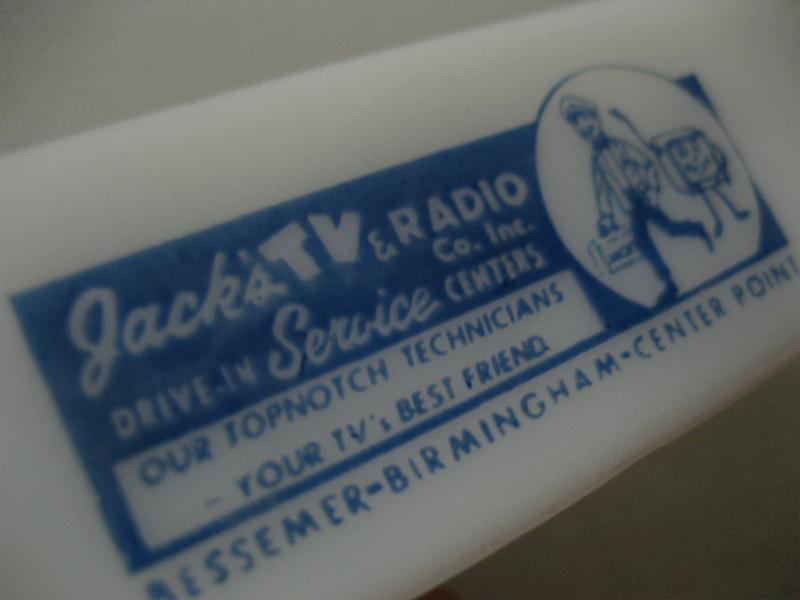 Jack's TV & RADIO Co. Inc.
DRIVE-IN Service CENTERS
OUR TOPNOTCH TECHNICIANS
- YOUR TV's BEST FRIEND.
BESSEMER-BIRMINGHAM-CENTER POINT